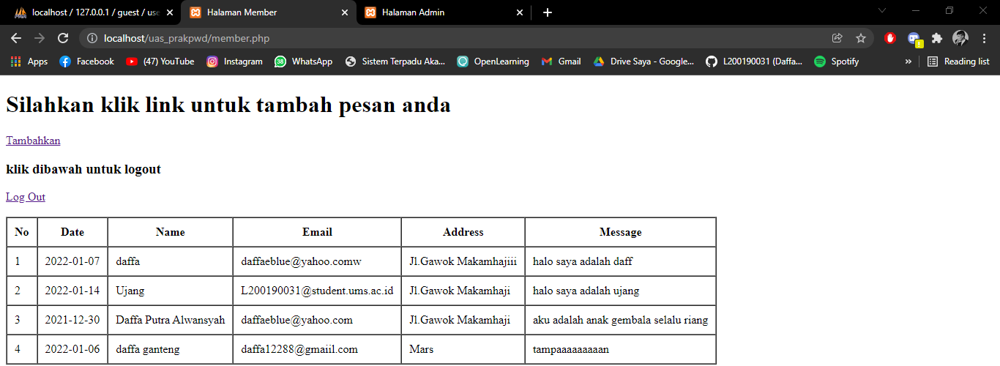 localhost / 127.0.0.1 / guest / use
Halaman Member
Halaman Admin
localhost/uas_prakpwd/member.php
Apps Facebook (47) YouTube Instagram WhatsApp Sistem Terpadu Aka... OpenLearning Gmail Drive Saya - Google... L200190031 (Daffa... Spotify » Reading list
Silahkan klik link untuk tambah pesan anda
Tambahkan
klik dibawah untuk logout
Log Out
No Date Name Email Address Message
1 2022-01-07 daffa daffaeblue@yahoo.comw Jl.Gawok Makamhajiii halo saya adalah daff
2 2022-01-14 Ujang L200190031@student.ums.ac.id Jl.Gawok Makamhaji halo saya adalah ujang
3 2021-12-30 Daffa Putra Alwansyah daffaeblue@yahoo.com Jl.Gawok Makamhaji aku adalah anak gembala selalu riang
4 2022-01-06 daffa ganteng daffa12288@gmaiil.com Mars tampaaaaaaaaan